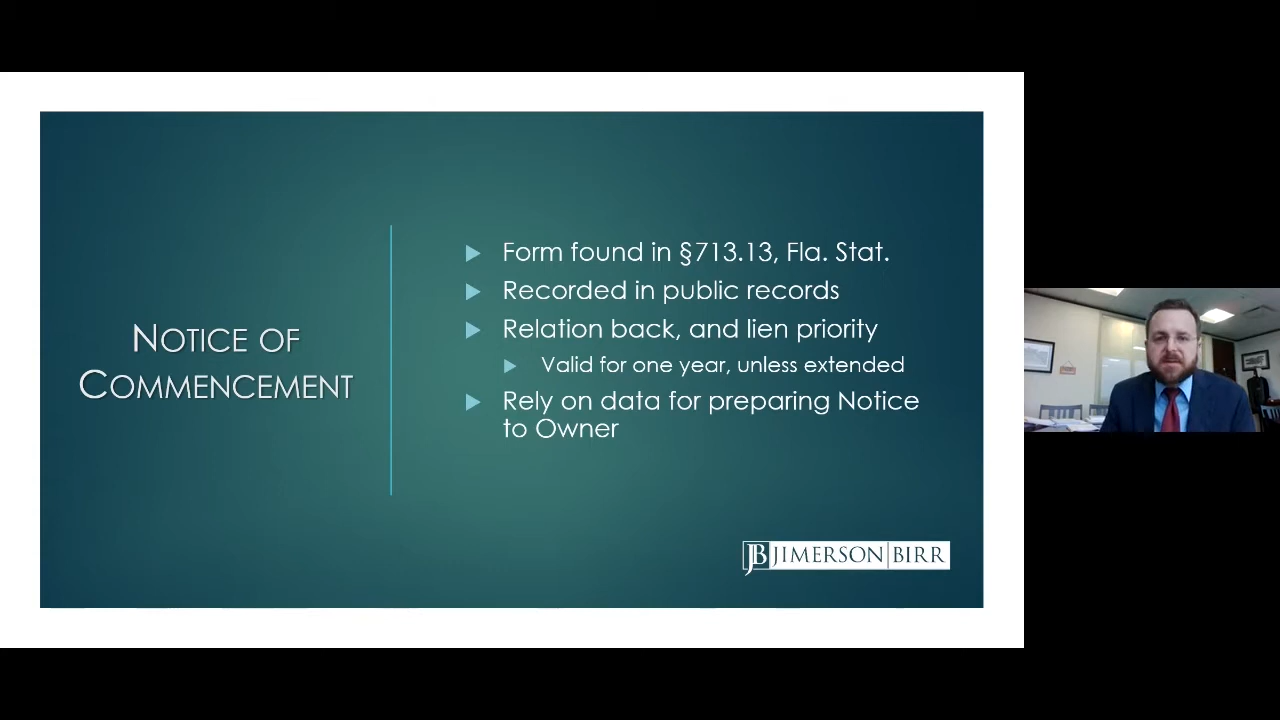 NOTICE OF
COMMENCEMENT
Form found in §713.13, Fla. Stat.
Recorded in public records
Relation back, and lien priority
Valid for one year, unless extended
Rely on data for preparing Notice
to Owner
JB JIMERSON BIRR